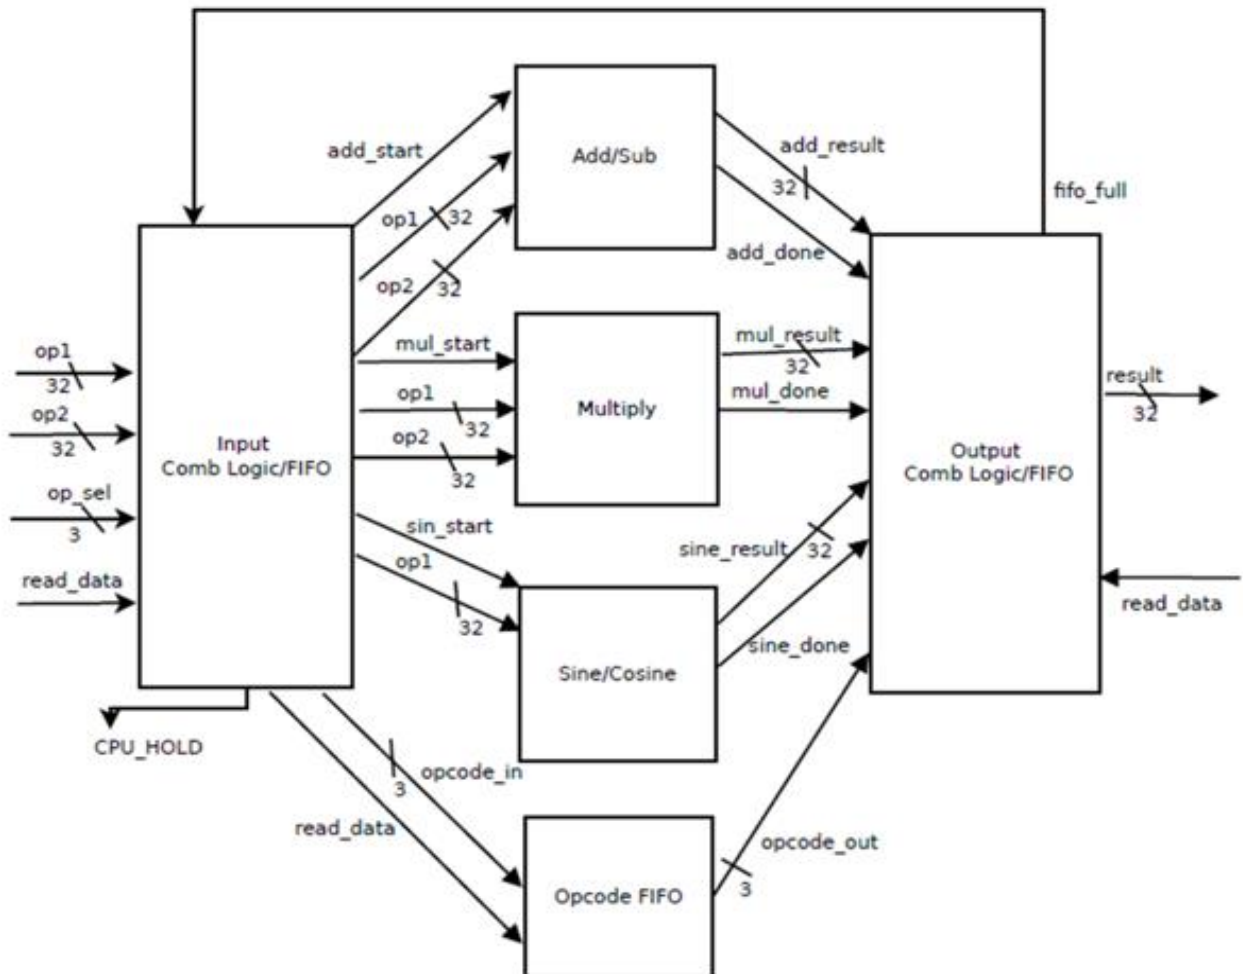 add_start
op1
32
op2
32
Add/Sub
add_result
32
add_done
fifo_full
op1
32
op2
32
op_sel
3
read_data
Input
Comb Logic/FIFO
CPU_HOLD
mul_start
op1
32
op2
32
Multiply
mul_result
32
mul_done
Output
Comb Logic/FIFO
result
32
read_data
sin_start
op1
32
Sine/Cosine
sine_result
32
sine_done
opcode_in
3
read_data
Opcode FIFO
opcode_out
3